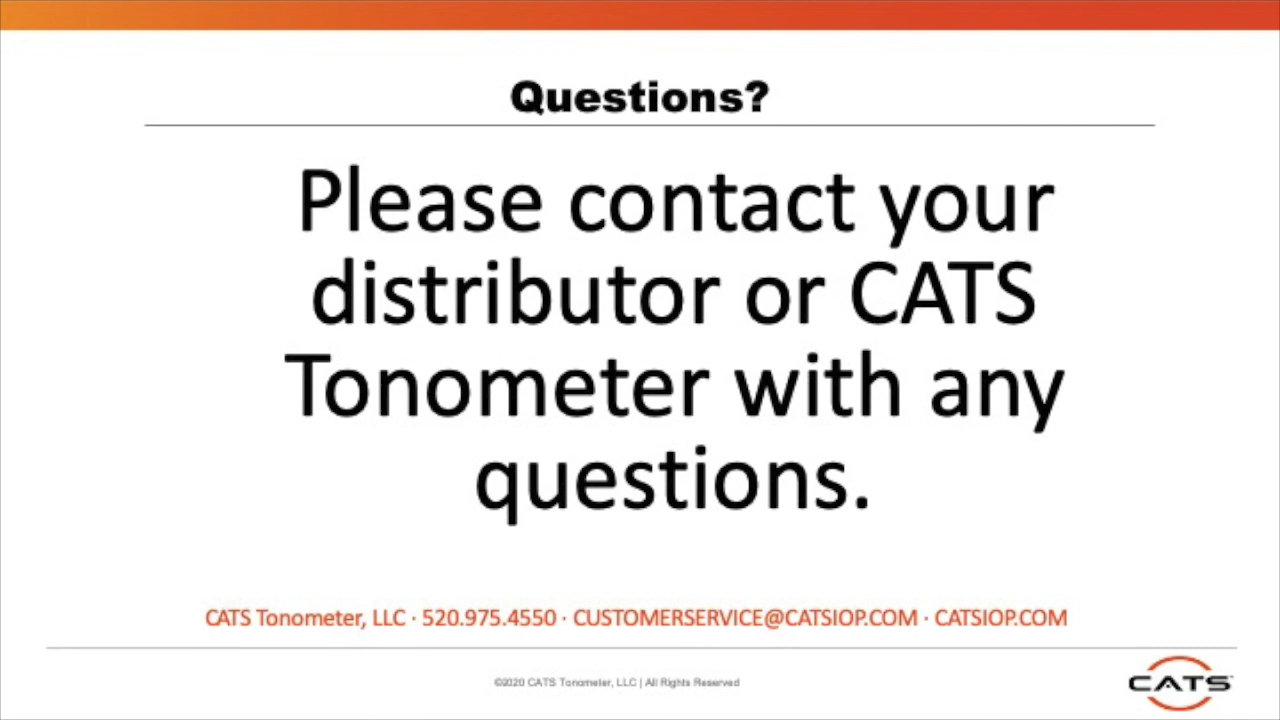 Questions?
Please contact your
distributor or CATS
Tonometer with any
questions.
CATS Tonometer, LLC · 520.975.4550 · CUSTOMERSERVICE@CATSIOP.COM · CATSIOP.COM
©2020 CATS Tonometer, LLC | All Rights Reserved
CATS™